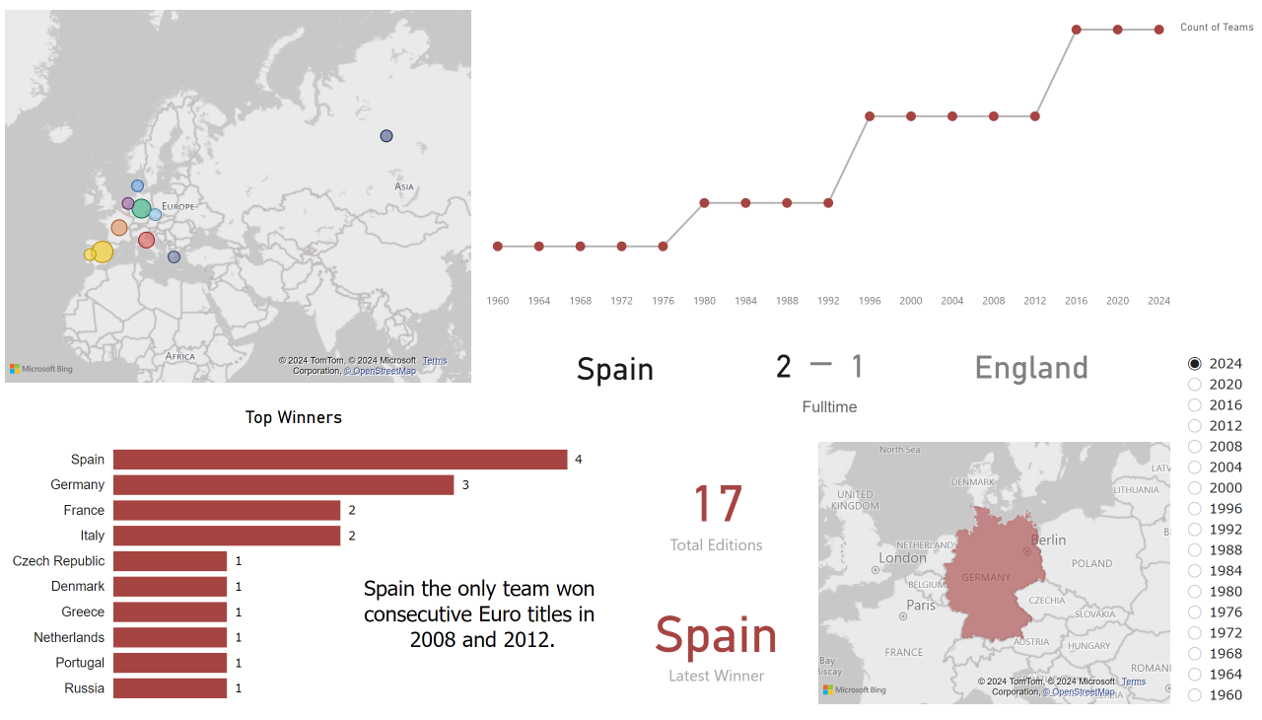 ASIA
EUROPE
AFRICA
Microsoft Bing
© 2024 TomTom, © 2024 Microsoft Terms
Corporation, © OpenStreetMap
Count of Teams
1960 1964 1968 1972 1976 1980 1984 1988 1992 1996 2000 2004 2008 2012 2016 2020 2024
Spain 2 — 1 England
Fulltime
2024
2020
2016
2012
2008
2004
2000
1996
1992
1988
1984
1980
1976
1972
1968
1964
1960
Top Winners
Spain 4
Germany 3
France 2
Italy 2
Czech Republic 1
Denmark 1
Greece 1
Netherlands 1
Portugal 1
Russia 1
Spain the only team won
consecutive Euro titles in
2008 and 2012.
17
Total Editions
Spain
Latest Winner
North Sea
DENMARK
LATV
LITHUANIA
UNITED
KINGDOM
NETHERLANDS
Berlin
London
POLAND
BELGIUM
GERMANY
Paris
CZECHIA
SLOVAKIA
FRANCE
AUSTRIA
HUNGARY
Bay
Biscay
ROMANI
Microsoft Bing
© 2024 TomTom, © 2024 Microsoft Terms
Corporation, © OpenStreetMap